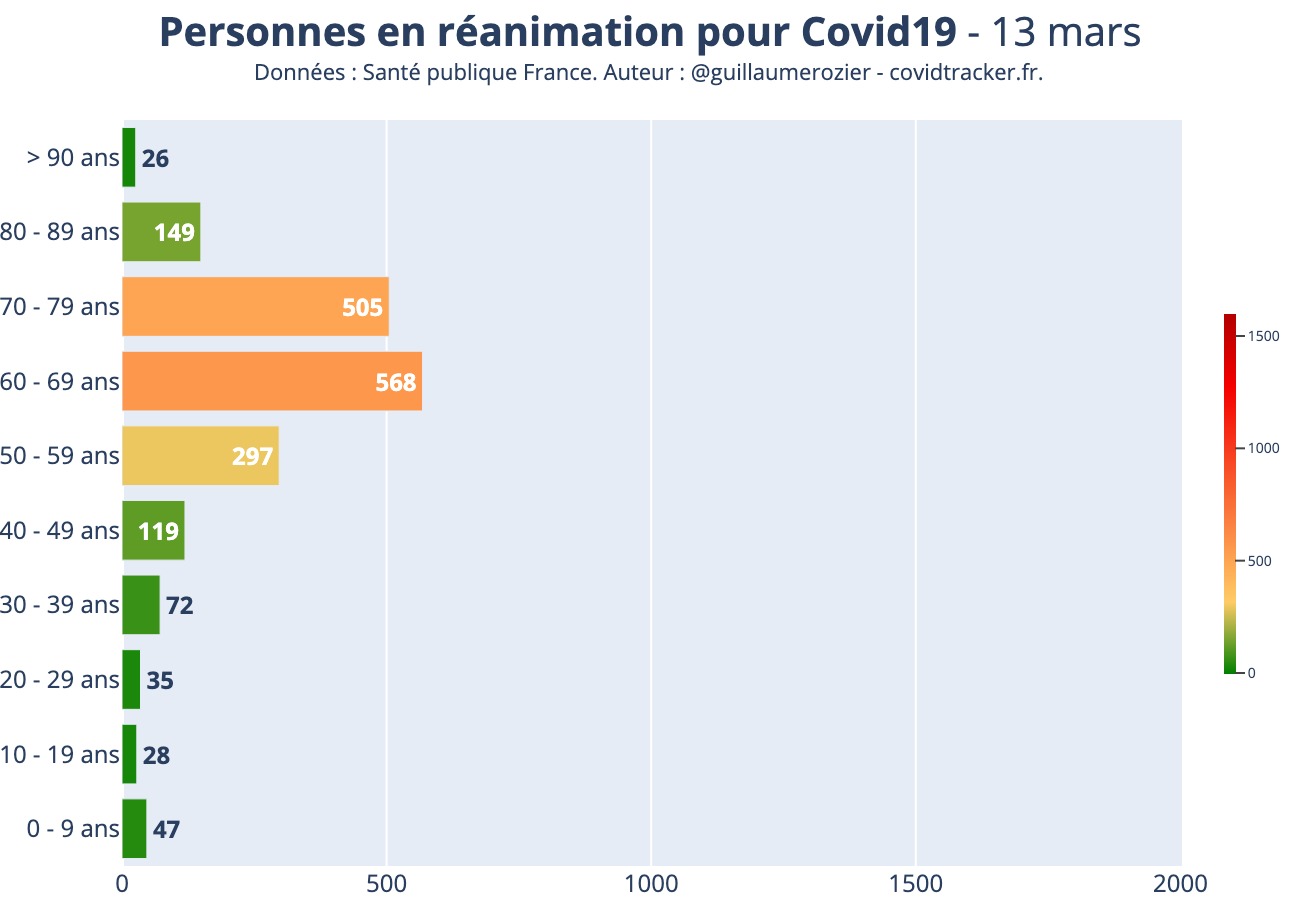 Personnes en réanimation pour Covid19 - 13 mars
Données : Santé publique France. Auteur : @guillaumerozier - covidtracker.fr.
> 90 ans 26
80 - 89 ans 149
70 - 79 ans 505
60 - 69 ans 568
50 - 59 ans 297
40 - 49 ans 119
30 - 39 ans 72
20 - 29 ans 35
10 - 19 ans 28
0 - 9 ans 47
0 500 1000 1500 2000
1500
1000
500
0